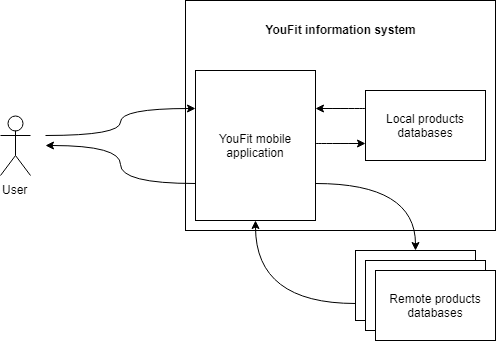 YouFit information system
YouFit mobile
application
Local products
databases
User
Remote products
databases